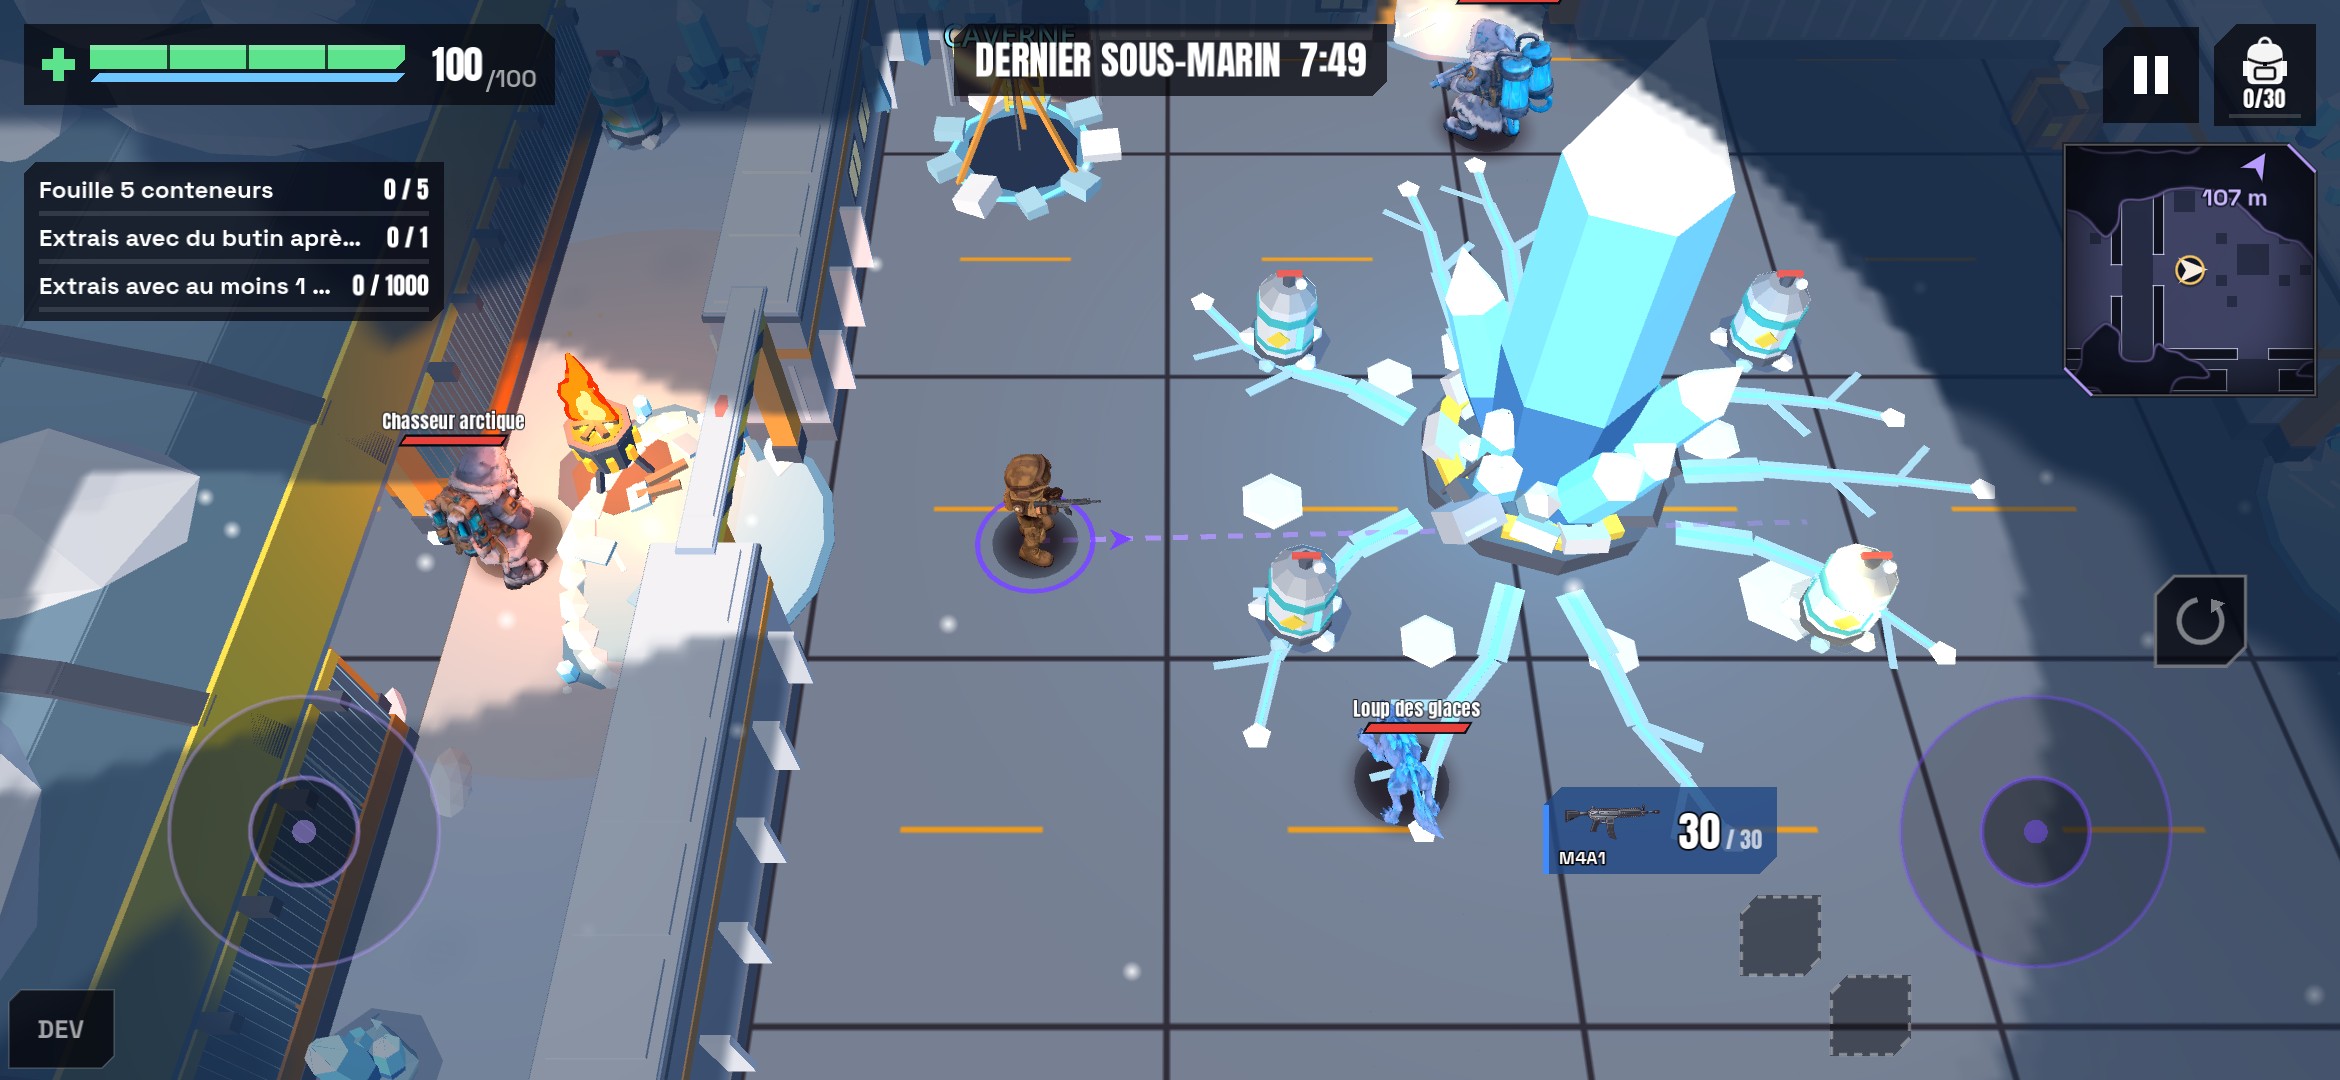 100/100
CAVERNE
DERNIER SOUS-MARIN 7:49
0/30
Fouille 5 conteneurs 0/5
Extrais avec du butin aprè... 0/1
Extrais avec au moins 1 ... 0/1000
107 m
Chasseur arctique
Loup des glaces
30/30
M4A1
DEV